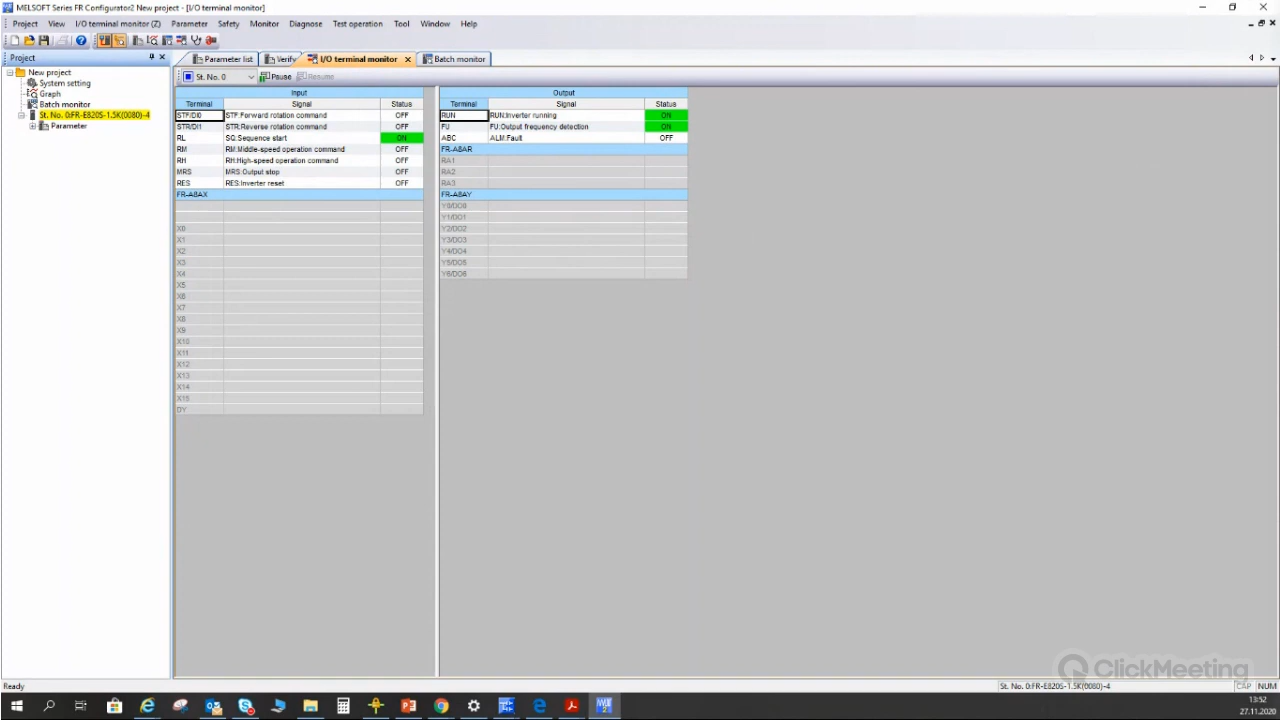 MELSOFT Series FR Configurator2 New project - [I/O terminal monitor]
Project View I/O terminal monitor (Z) Parameter Safety Monitor Diagnose Test operation Tool Window Help
Project
Parameter list Verify I/O terminal monitor Batch monitor
St. No. 0 Pause Resume
New project
System setting
Graph
Batch monitor
St. No. 0:FR-E820S-1.5K(0080)-4
Parameter
Input
Terminal Signal Status
STF/DI0 STF:Forward rotation command OFF
STR/DI1 STR:Reverse rotation command OFF
RL SQ:Sequence start ON
RM RM:Middle-speed operation command OFF
RH RH:High-speed operation command OFF
MRS MRS:Output stop OFF
RES RES:Inverter reset OFF
FR-A8AX
X0
X1
X2
X3
X4
X5
X6
X7
X8
X9
X10
X11
X12
X13
X14
X15
DY
Output
Terminal Signal Status
RUN RUN:Inverter running ON
FU FU:Output frequency detection ON
ABC ALM:Fault OFF
FR-A8AR
RA1
RA2
RA3
FR-A8AY
Y0/DO0
Y1/DO1
Y2/DO2
Y3/DO3
Y4/DO4
Y5/DO5
Y6/DO6
ClickMeeting
Ready St. No. 0:FR-E820S-1.5K(0080)-4 CAP NUM
13:52
27.11.2020